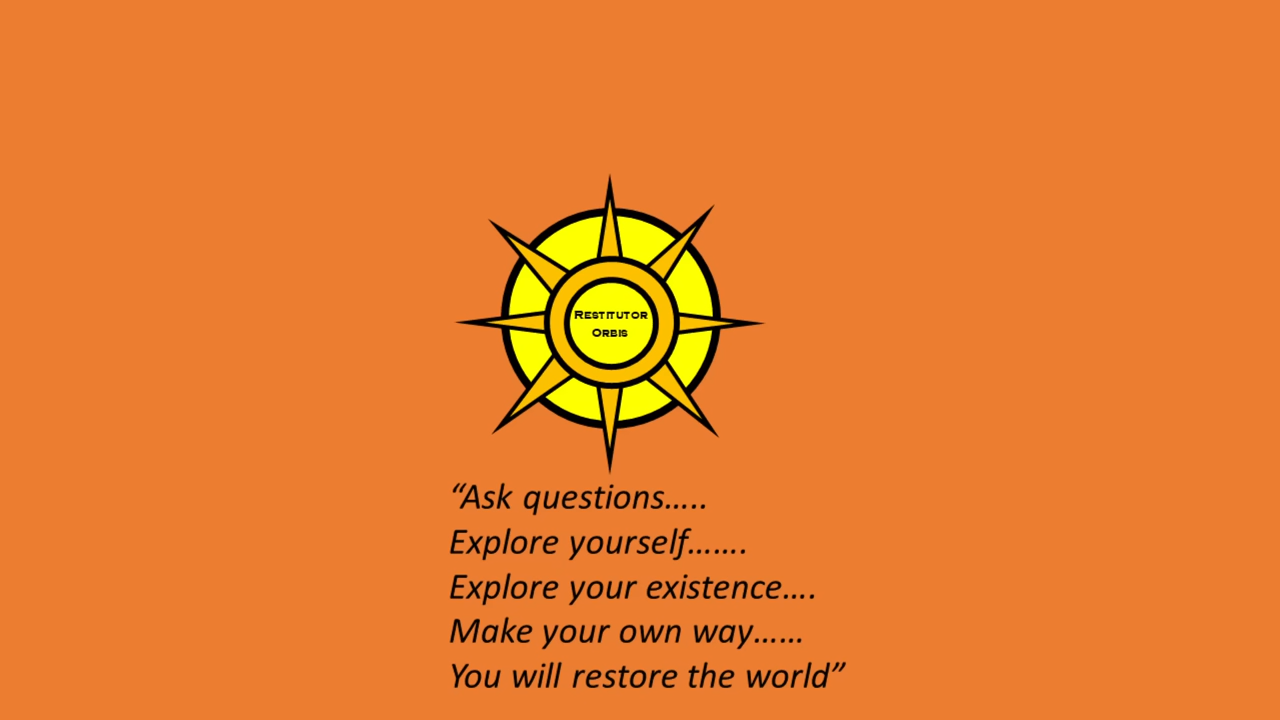 RESTITUTOR
ORBIS
“Ask questions…..
Explore yourself…….
Explore your existence….
Make your own way……
You will restore the world”